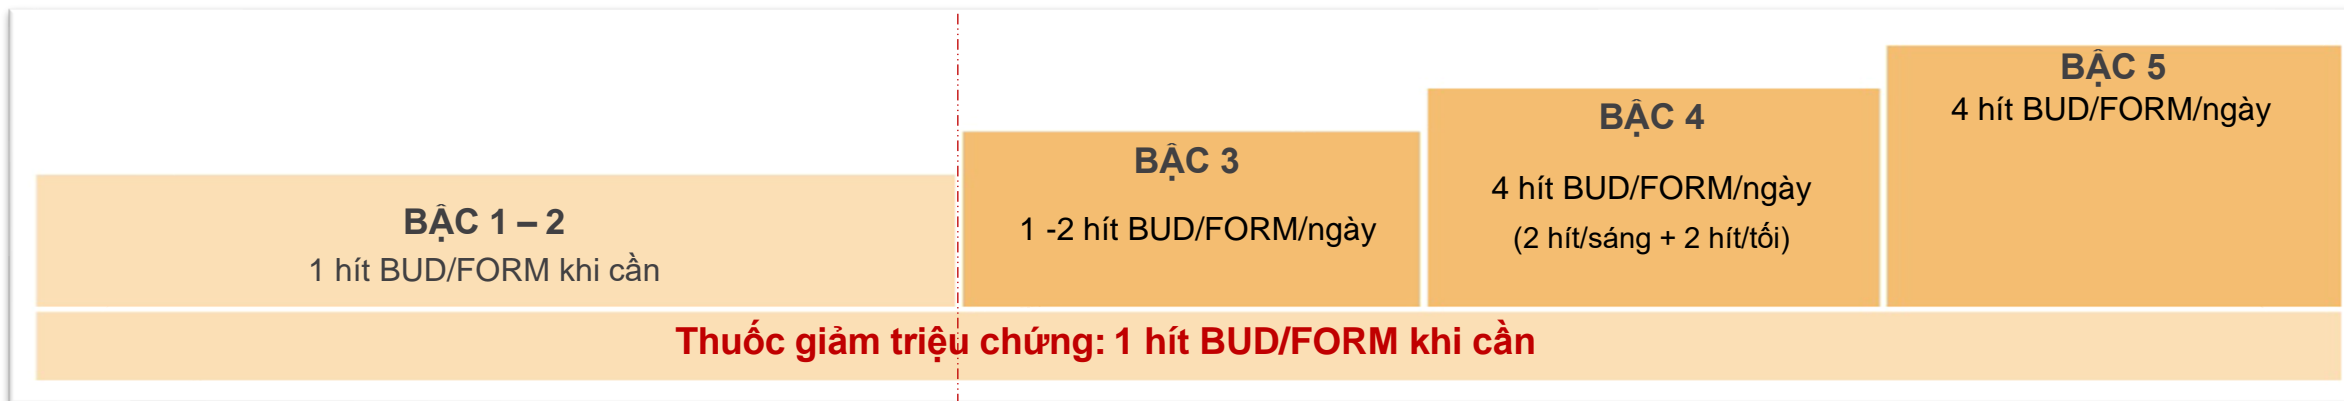 BẬC 1 – 2
1 hít BUD/FORM khi cần
BẬC 3
1 -2 hít BUD/FORM/ngày
BẬC 4
4 hít BUD/FORM/ngày
(2 hít/sáng + 2 hít/tối)
BẬC 5
4 hít BUD/FORM/ngày
Thuốc giảm triệu chứng: 1 hít BUD/FORM khi cần